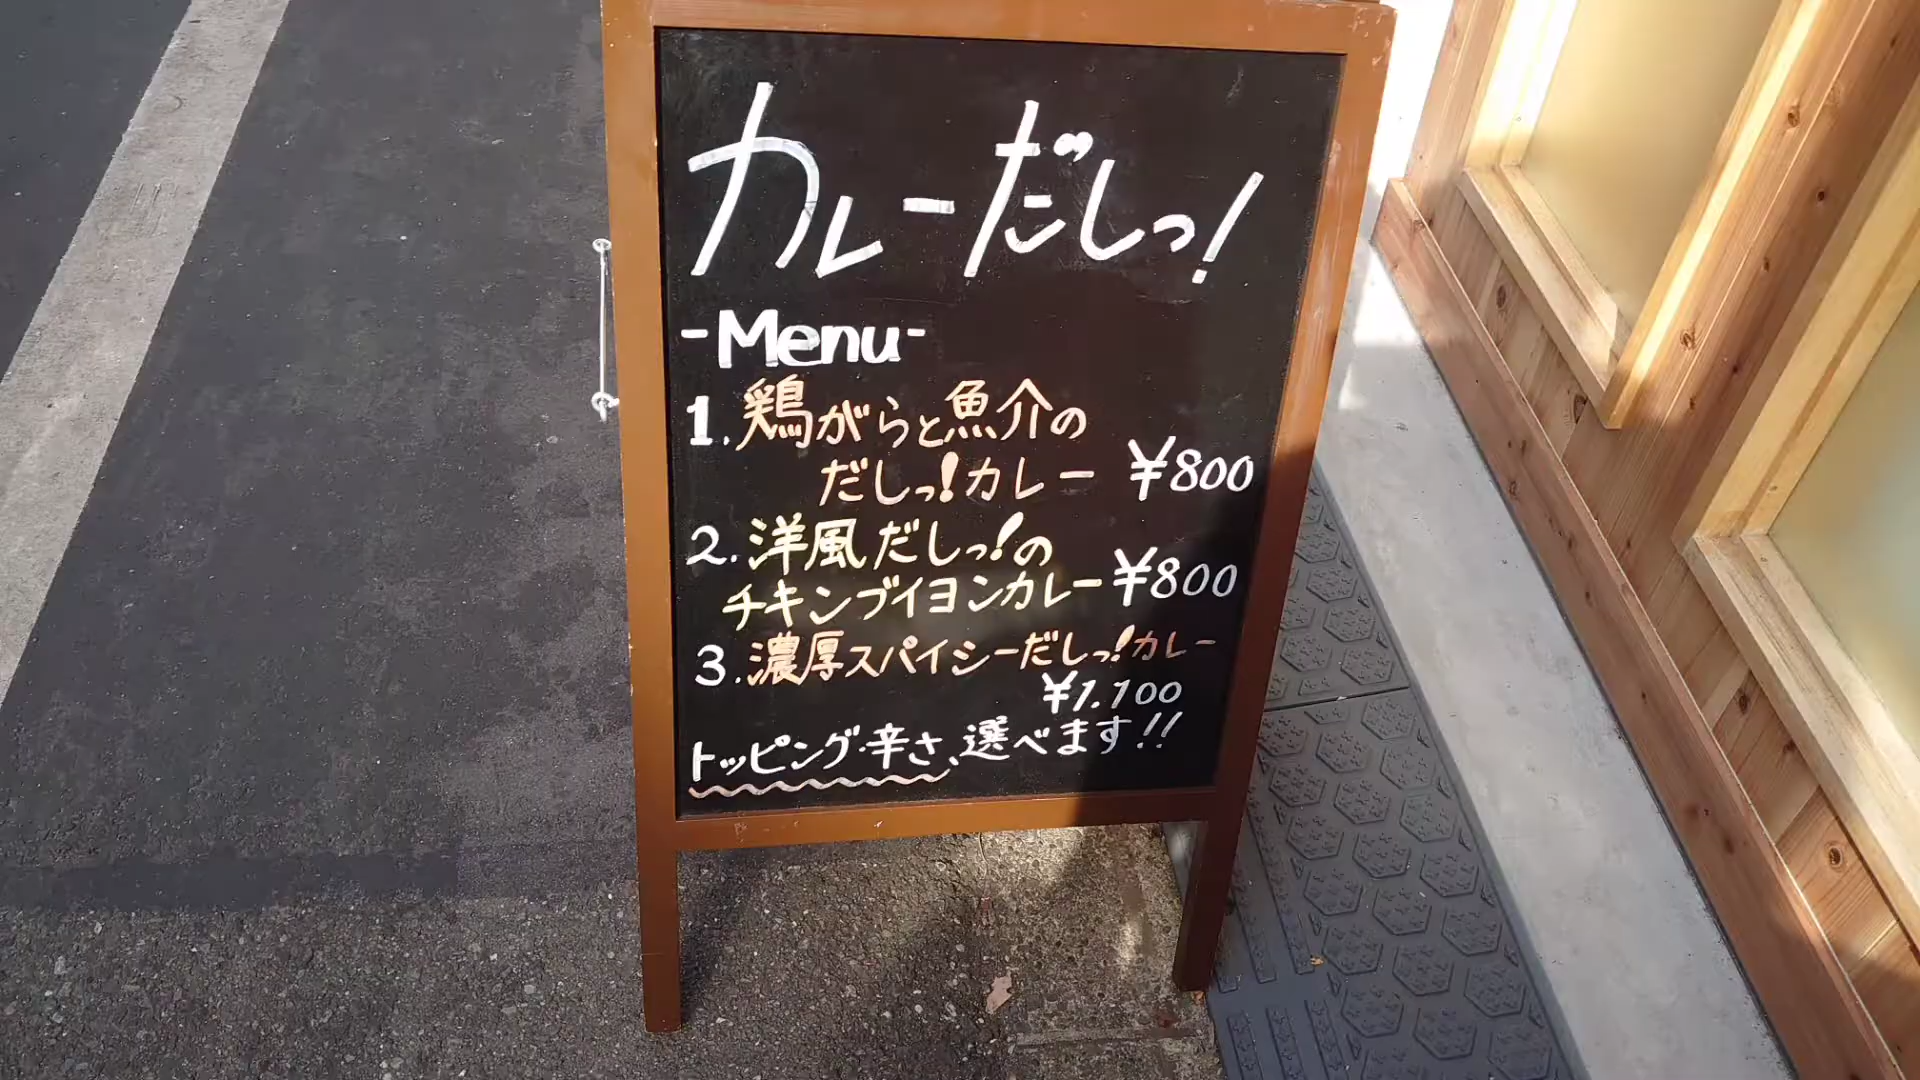 カレーだしっ!
-Menu-
1.鶏がらと魚介の
だしっ!カレー ¥800
2.洋風だしっ!の
チキンブイヨンカレー ¥800
3.濃厚スパイシーだしっ!カレー
¥1.100
トッピング・辛さ、選べます!!